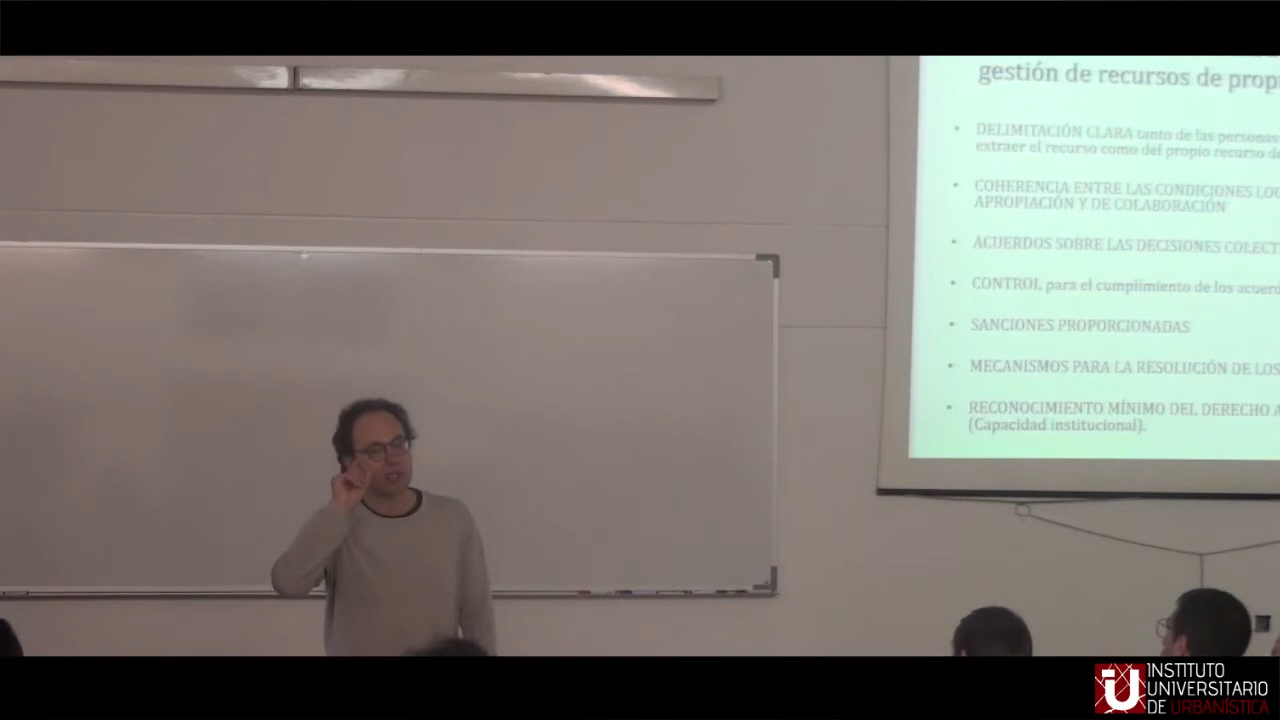 gestión de recursos de prop
• DELIMITACIÓN CLARA tanto de las personas
extraer el recurso como del propio recurso d
• COHERENCIA ENTRE LAS CONDICIONES LOC
APROPIACIÓN Y DE COLABORACIÓN
• ACUERDOS SOBRE LAS DECISIONES COLECT
• CONTROL para el cumplimiento de los acuerd
• SANCIONES PROPORCIONADAS
• MECANISMOS PARA LA RESOLUCIÓN DE LOS
• RECONOCIMIENTO MÍNIMO DEL DERECHO A
(Capacidad institucional).
iU INSTITUTO
UNIVERSITARIO
DE URBANÍSTICA